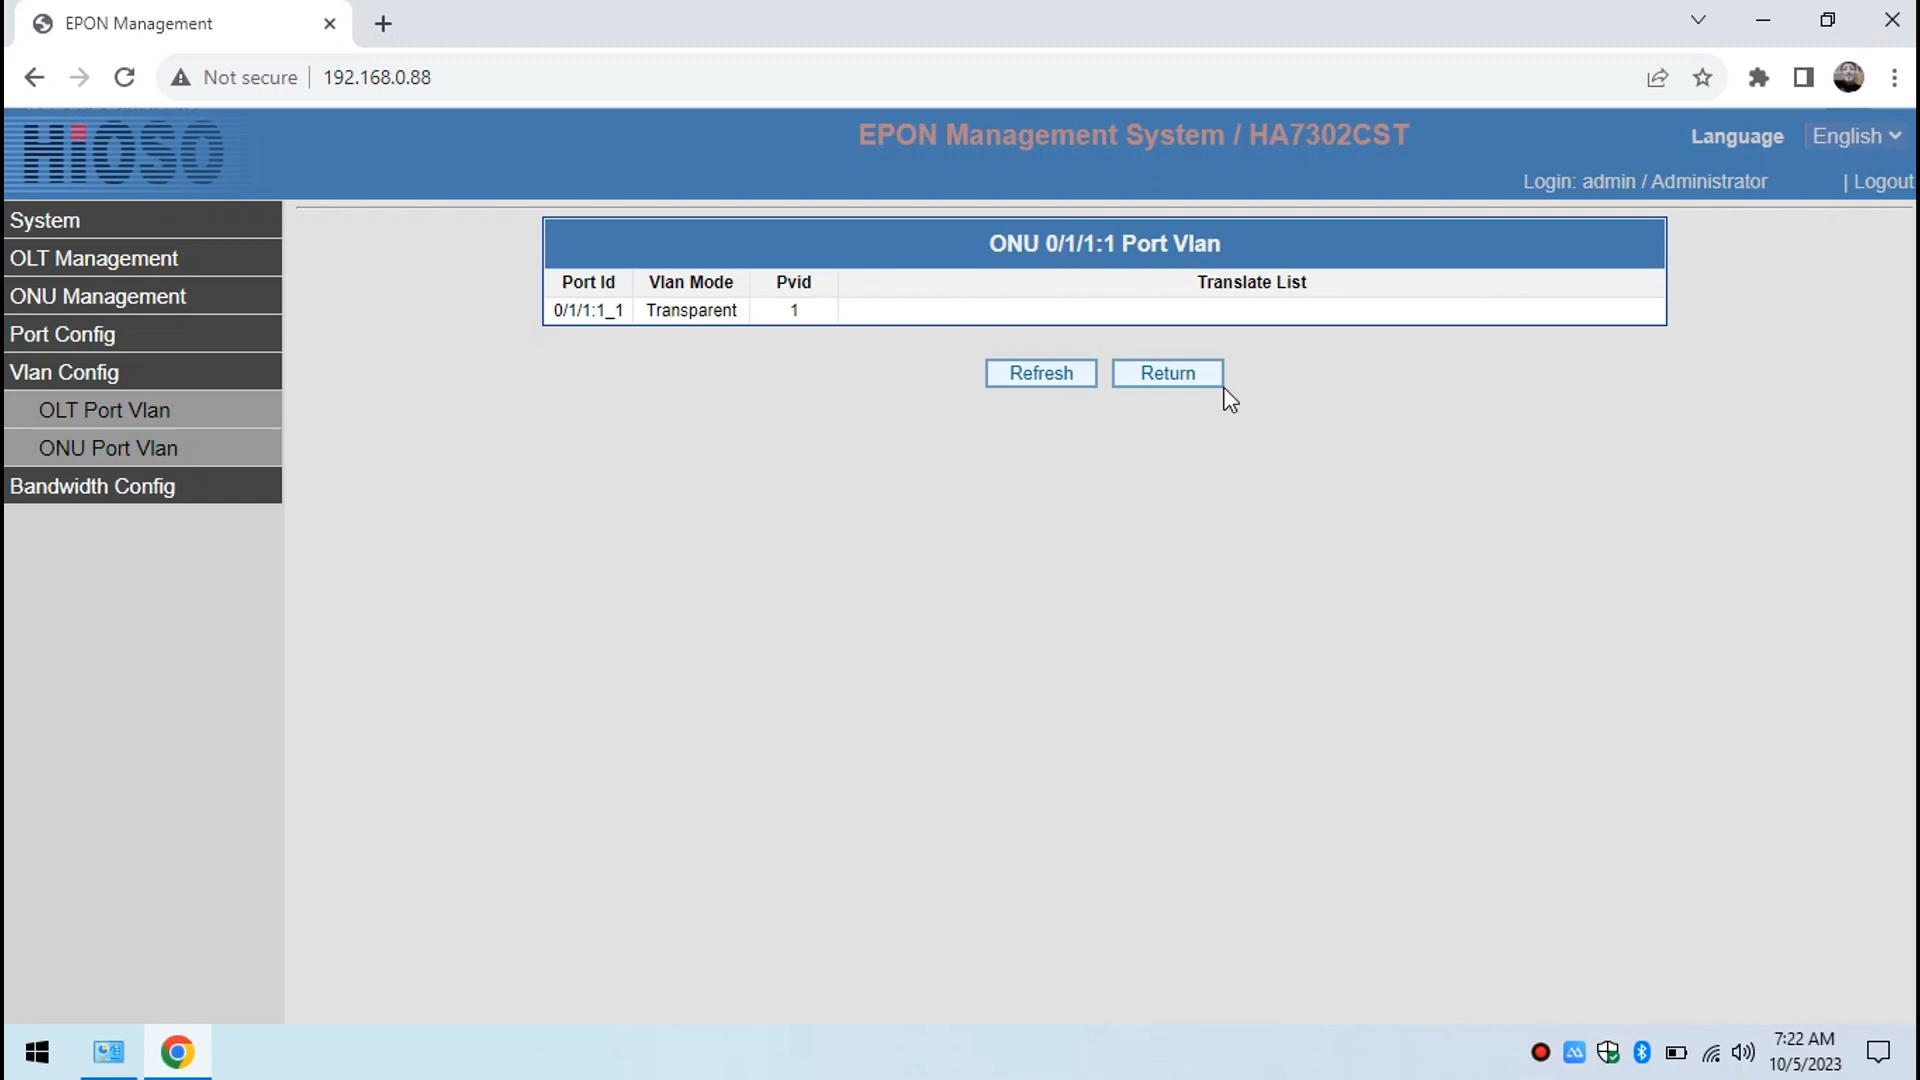 EPON Management
Not secure | 192.168.0.88
HiOSO
EPON Management System / HA7302CST
Language English
Login: admin / Administrator | Logout
System
OLT Management
ONU Management
Port Config
Vlan Config
OLT Port Vlan
ONU Port Vlan
Bandwidth Config
ONU 0/1/1:1 Port Vlan
Port Id Vlan Mode Pvid Translate List
0/1/1:1_1 Transparent 1
Refresh Return
7:22 AM
10/5/2023